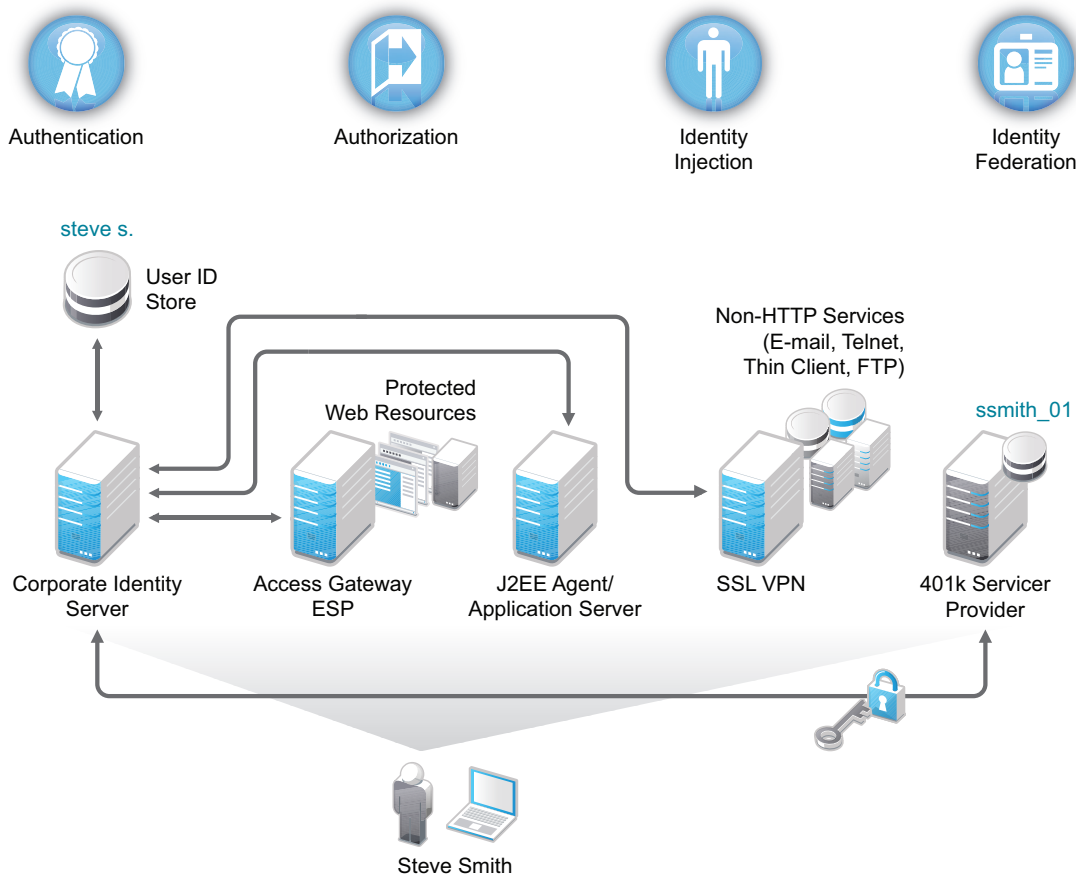 Authentication
Authorization
Identity
Injection
Identity
Federation
steve s.
User ID
Store
Non-HTTP Services
(E-mail, Telnet,
Thin Client, FTP)
Protected
Web Resources
ssmith_01
Corporate Identity
Server
Access Gateway
ESP
J2EE Agent/
Application Server
SSL VPN
401k Servicer
Provider
Steve Smith